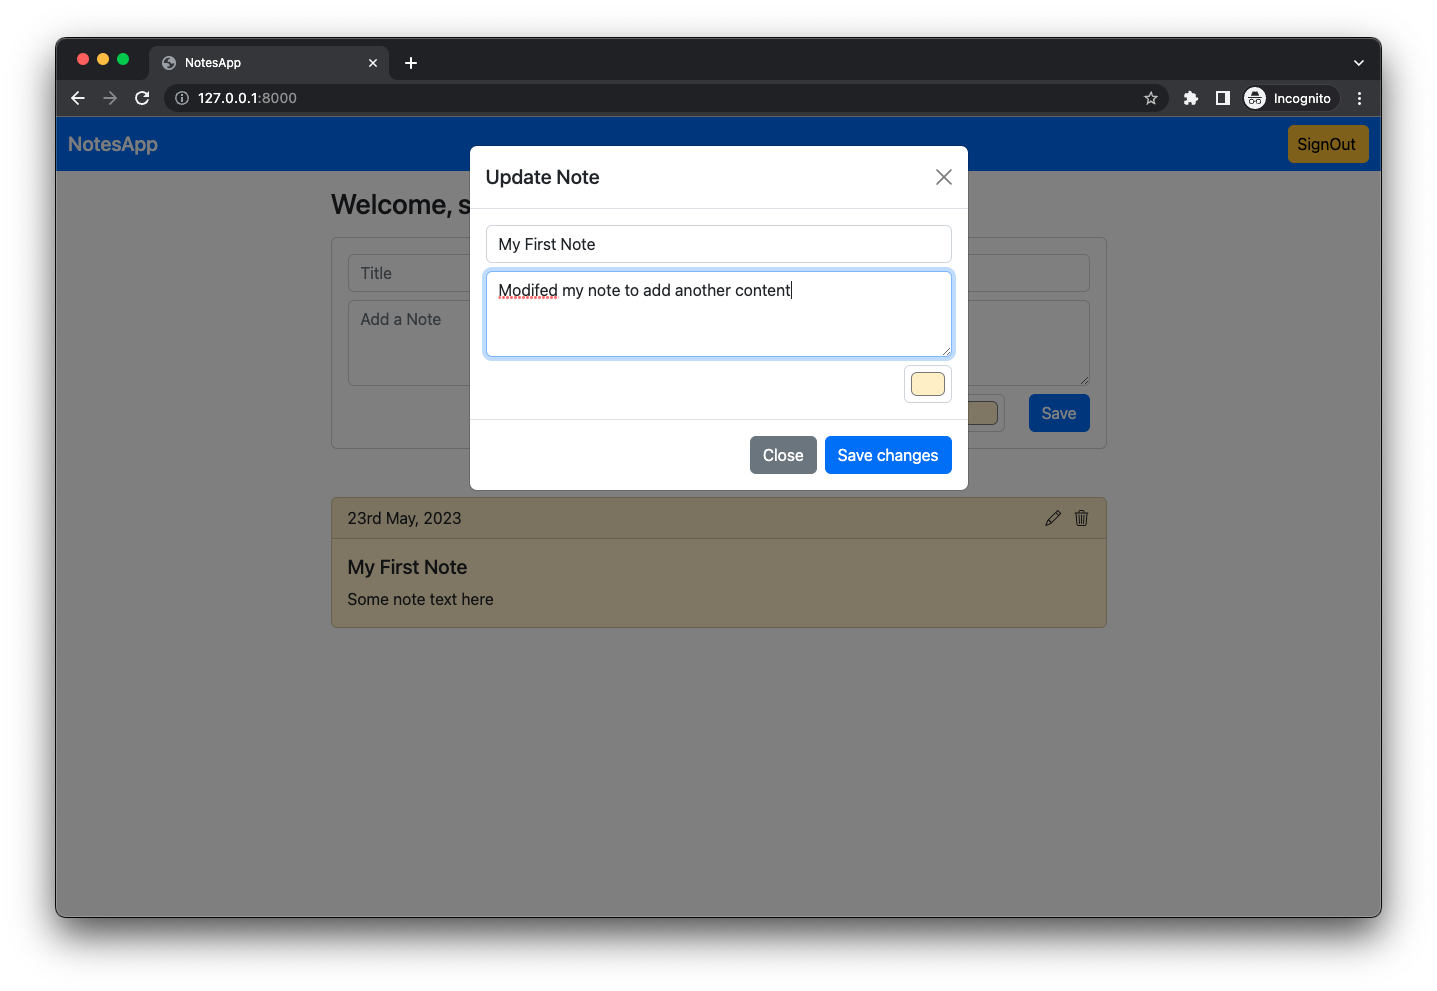 NotesApp
127.0.0.1:8000
Incognito
NotesApp
SignOut
Welcome, s
Title
Add a Note
Save
Update Note
My First Note
Modifed my note to add another content
Close
Save changes
23rd May, 2023
My First Note
Some note text here